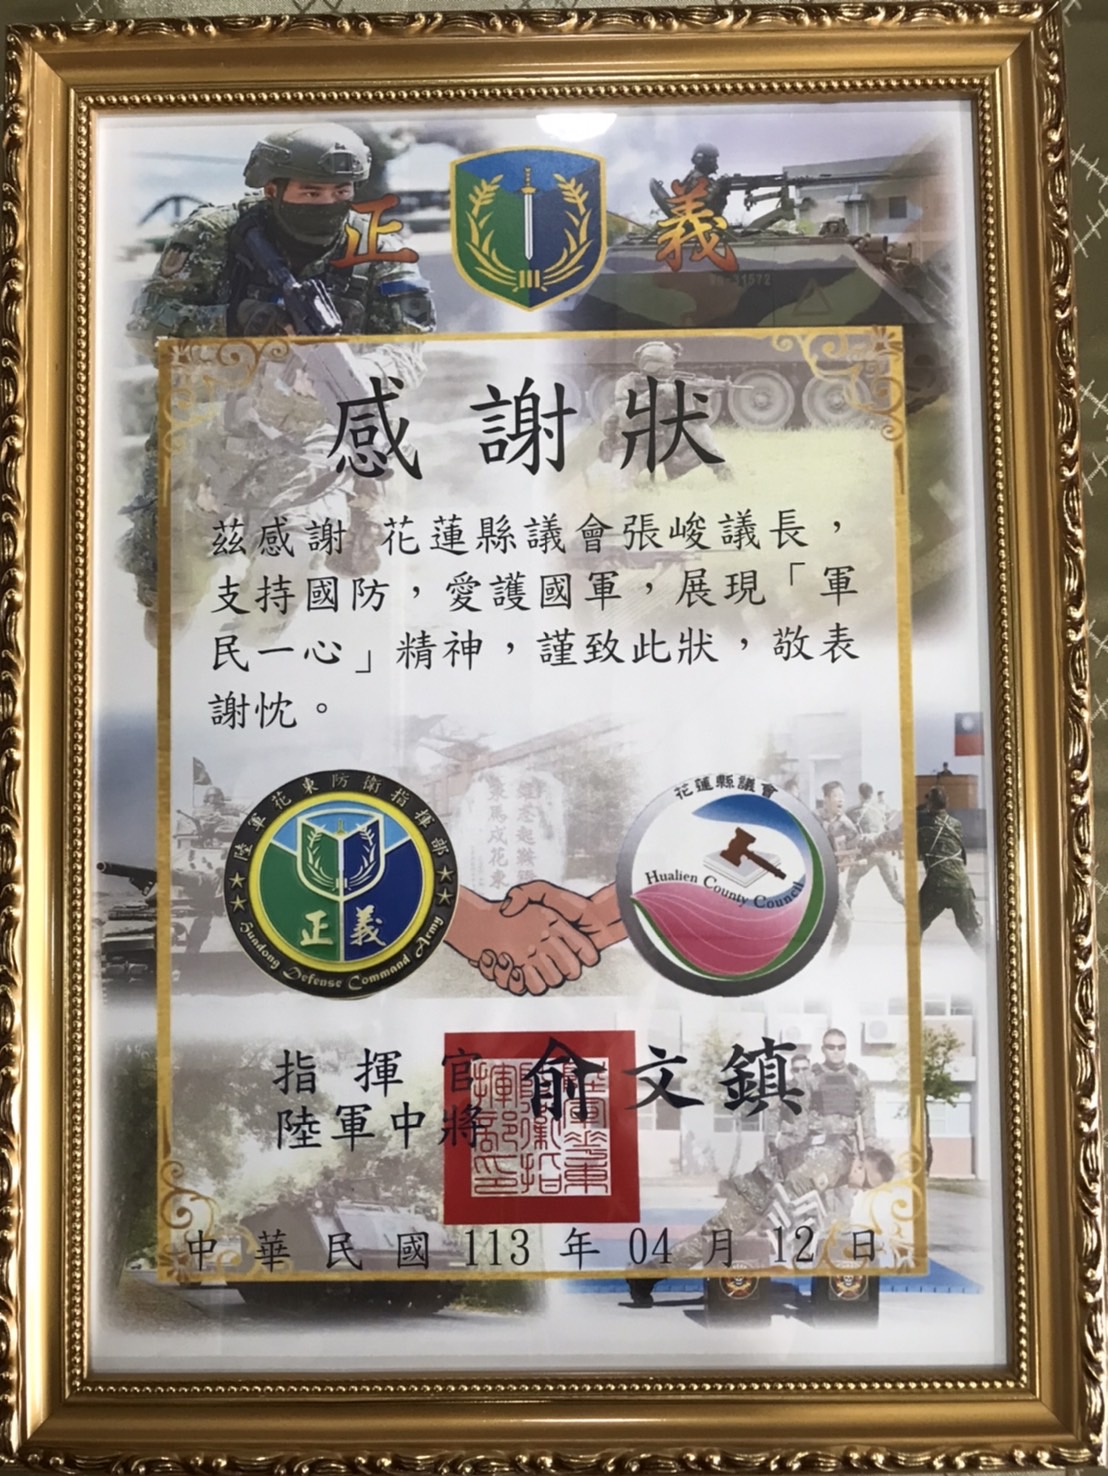 正 義
感謝狀
茲感謝 花蓮縣議會張峻議長，
支持國防，愛護國軍，展現「軍
民一心」精神，謹致此狀，敬表
謝忱。
陸軍花東防衛指揮部
正義
Huadong Defense Command Army
花蓮縣議會
Hualien County Council
指揮官 俞文鎮
陸軍中將
中華民國 113 年 04 月 12 日